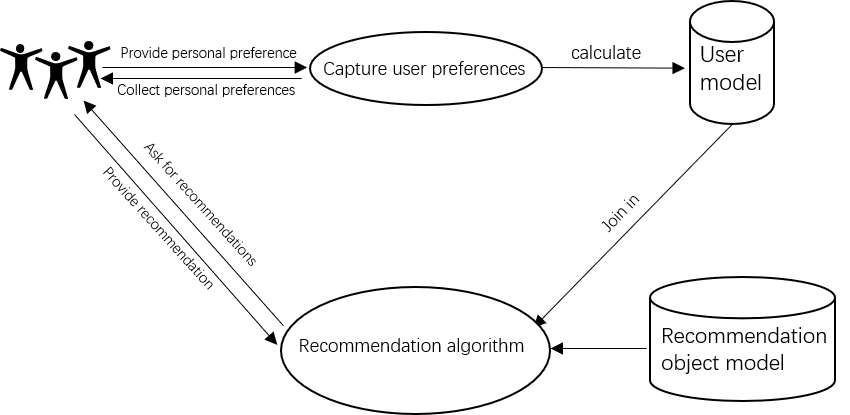 Provide personal preference
Collect personal preferences
Capture user preferences
calculate
User
model
Ask for recommendations
Provide recommendation
Join in
Recommendation algorithm
Recommendation
object model